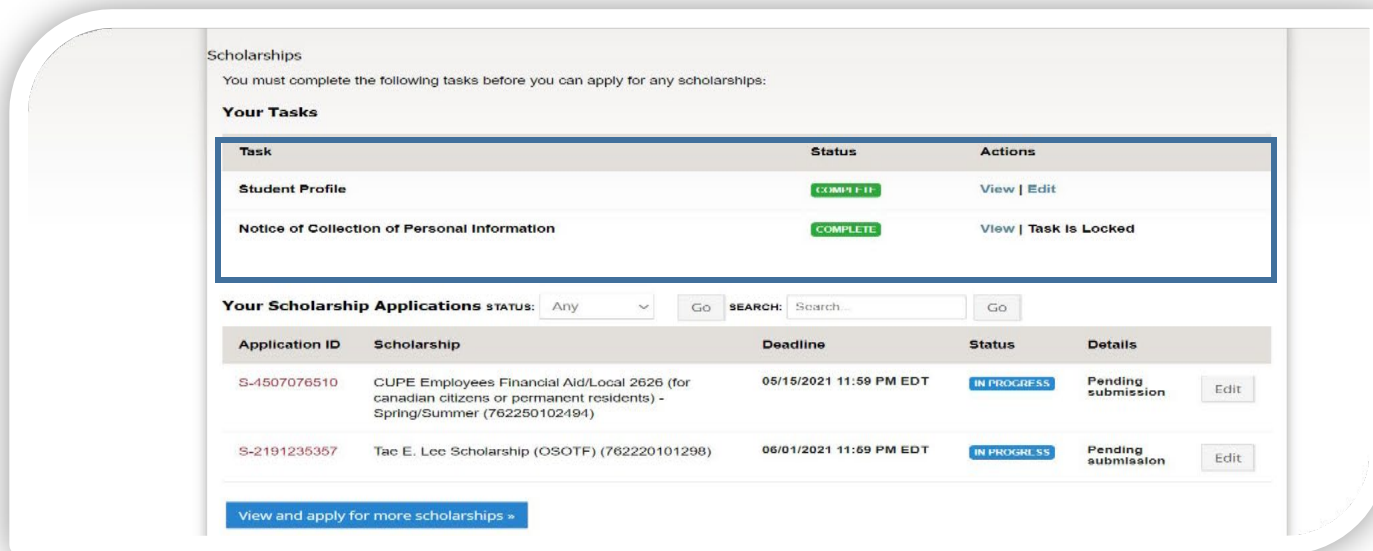 Scholarships
You must complete the following tasks before you can apply for any scholarships:
Your Tasks
Task Status Actions
Student Profile COMPLETE View | Edit
Notice of Collection of Personal Information COMPLETE View | Task is Locked
Your Scholarship Applications STATUS: Any Go SEARCH: Search... Go
Application ID Scholarship Deadline Status Details
S-4507076510 CUPE Employees Financial Aid/Local 2626 (for 05/15/2021 11:59 PM EDT IN PROGRESS Pending
canadian citizens or permanent residents) - submission Edit
Spring/Summer (762250102494)
S-2191235357 Tae E. Lee Scholarship (OSOTF) (762220101298) 06/01/2021 11:59 PM EDT IN PROGRESS Pending
submission Edit
View and apply for more scholarships »